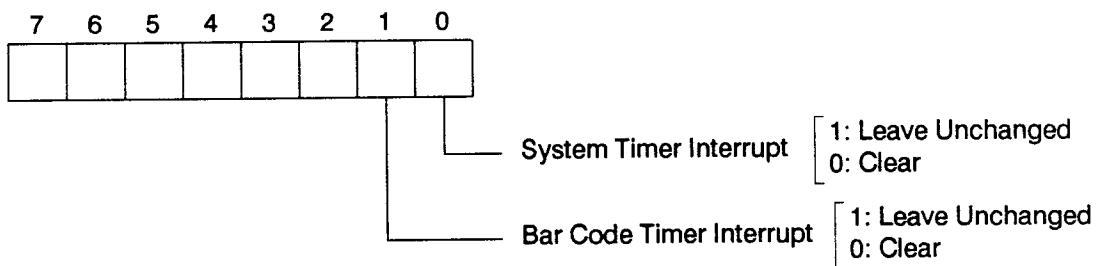 7 6 5 4 3 2 1 0
System Timer Interrupt 1: Leave Unchanged
0: Clear
Bar Code Timer Interrupt 1: Leave Unchanged
0: Clear